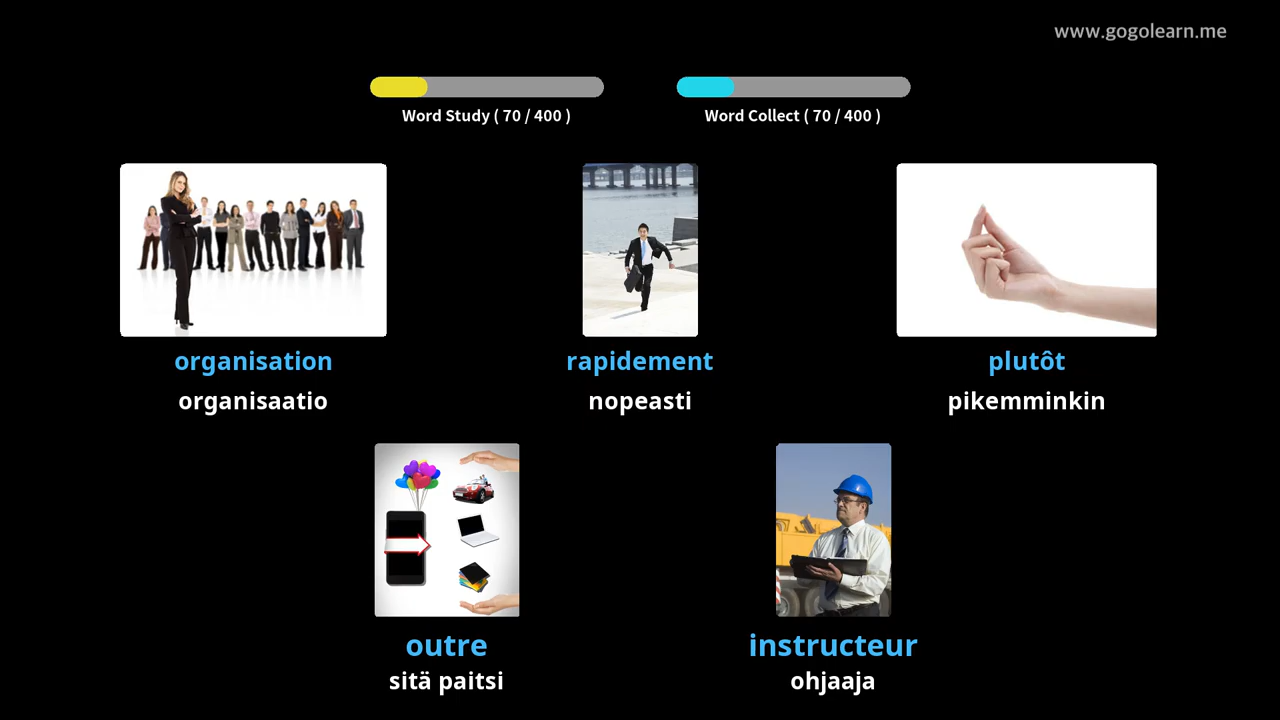 www.gogolearn.me
Word Study ( 70 / 400 )
Word Collect ( 70 / 400 )
organisation
organisaatio
rapidement
nopeasti
plutôt
pikemminkin
outre
sitä paitsi
instructeur
ohjaaja